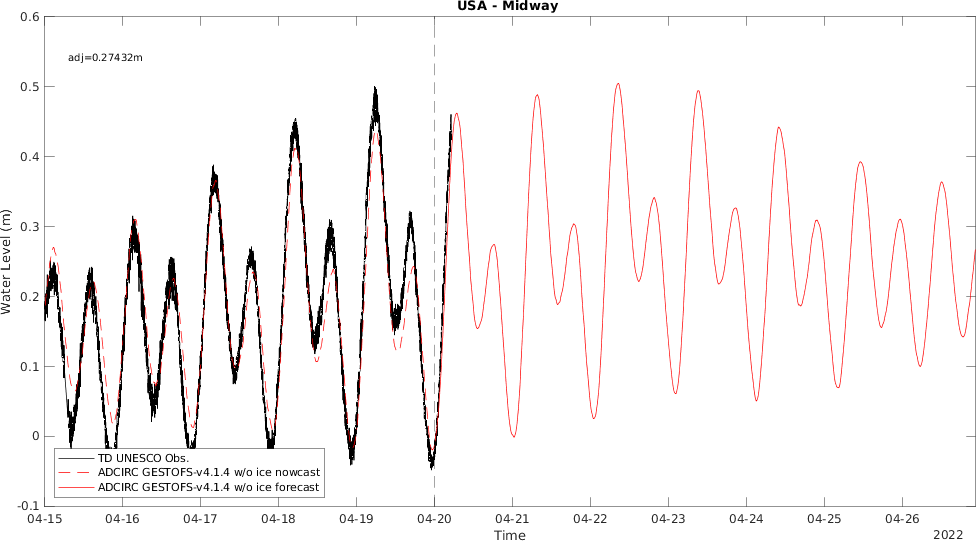 USA - Midway
0.6
adj=0.27432m
0.5
0.4
0.3
0.2
0.1
0
-0.1
Water Level (m)
TD UNESCO Obs.
ADCIRC GESTOFS-v4.1.4 w/o ice nowcast
ADCIRC GESTOFS-v4.1.4 w/o ice forecast
04-15 04-16 04-17 04-18 04-19 04-20 04-21 04-22 04-23 04-24 04-25 04-26
Time
2022